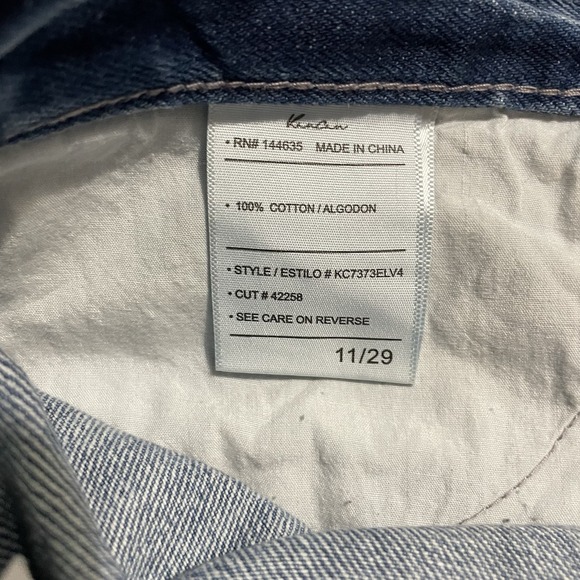 KanCan
• RN# 144635 MADE IN CHINA
• 100% COTTON / ALGODON
• STYLE / ESTILO # KC7373ELV4
• CUT # 42258
• SEE CARE ON REVERSE
11/29